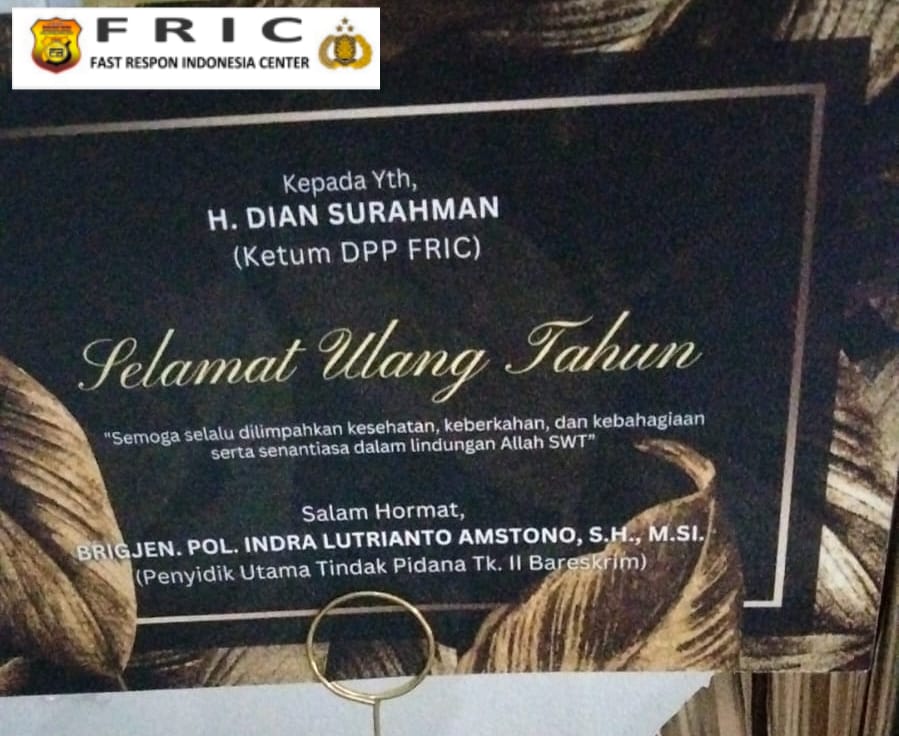 FRIC
FAST RESPON INDONESIA CENTER
Kepada Yth,
H. DIAN SURAHMAN
(Ketum DPP FRIC)
Selamat Ulang Tahun
"Semoga selalu dilimpahkan kesehatan, keberkahan, dan kebahagiaan
serta senantiasa dalam lindungan Allah SWT"
Salam Hormat,
BRIGJEN. POL. INDRA LUTRIANTO AMSTONO, S.H., M.SI.
(Penyidik Utama Tindak Pidana Tk. II Bareskrim)